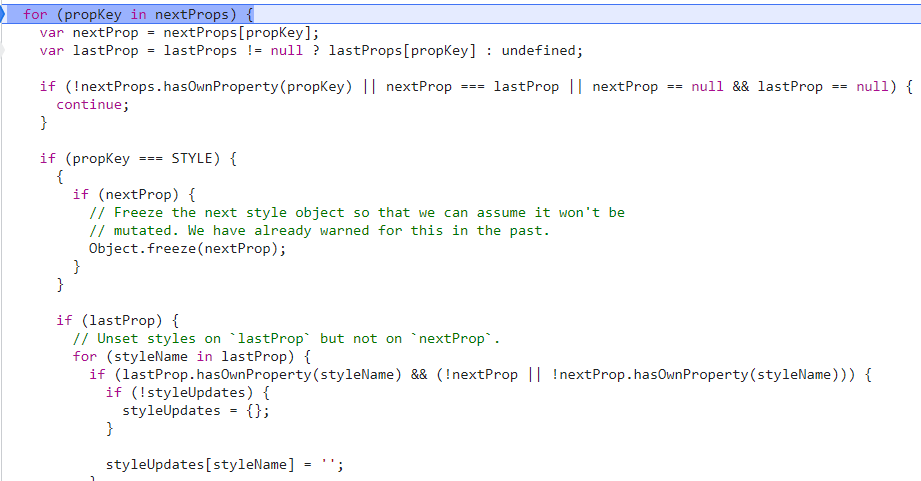 for (propKey in nextProps) {
var nextProp = nextProps[propKey];
var lastProp = lastProps != null ? lastProps[propKey] : undefined;
if (!nextProps.hasOwnProperty(propKey) || nextProp === lastProp || nextProp == null && lastProp == null) {
continue;
}
if (propKey === STYLE) {
{
if (nextProp) {
// Freeze the next style object so that we can assume it won't be
// mutated. We have already warned for this in the past.
Object.freeze(nextProp);
}
}
if (lastProp) {
// Unset styles on `lastProp` but not on `nextProp`.
for (styleName in lastProp) {
if (lastProp.hasOwnProperty(styleName) && (!nextProp || !nextProp.hasOwnProperty(styleName))) {
if (!styleUpdates) {
styleUpdates = {};
}
styleUpdates[styleName] = '';
}